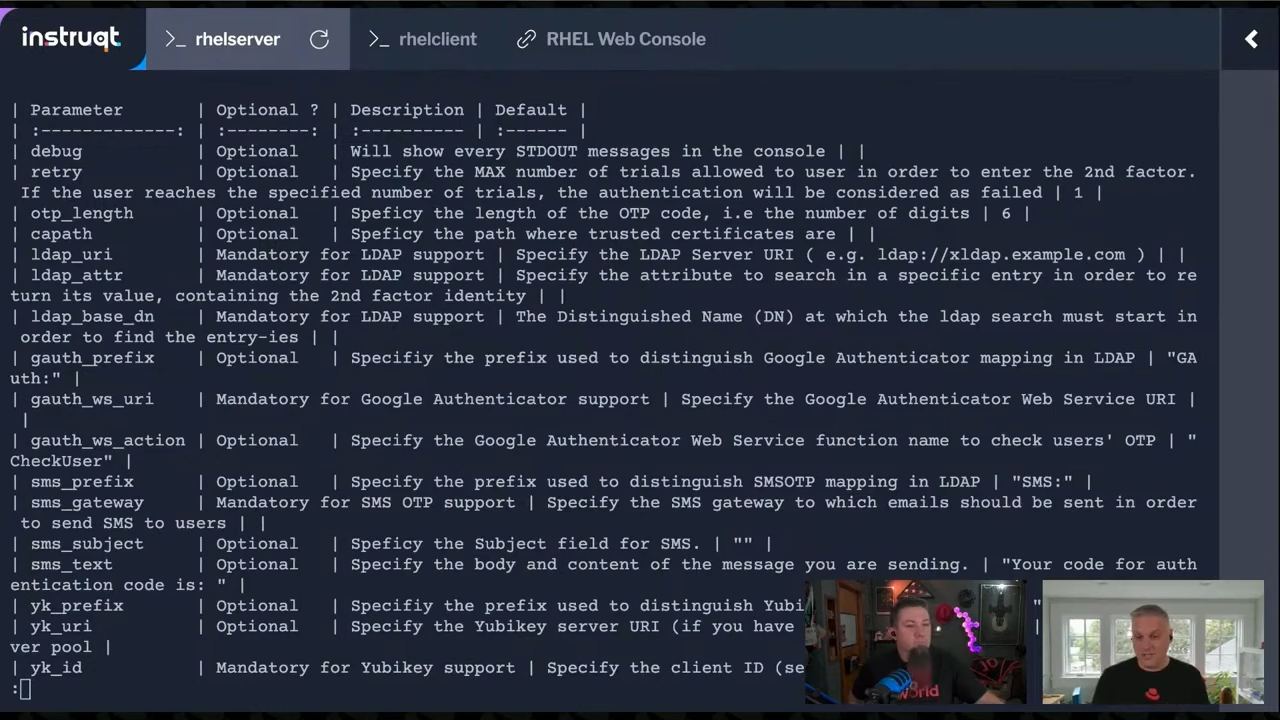 instruqt
>_ rhelserver
>_ rhelclient
RHEL Web Console
| Parameter | Optional ? | Description | Default |
| :-------------: | :--------: | :---------- | :------ |
| debug | Optional | Will show every STDOUT messages in the console | |
| retry | Optional | Specify the MAX number of trials allowed to user in order to enter the 2nd factor.
If the user reaches the specified number of trials, the authentication will be considered as failed | 1 |
| otp_length | Optional | Speficy the length of the OTP code, i.e the number of digits | 6 |
| capath | Optional | Speficy the path where trusted certificates are | |
| ldap_uri | Mandatory for LDAP support | Specify the LDAP Server URI ( e.g. ldap://xldap.example.com ) | |
| ldap_attr | Mandatory for LDAP support | Specify the attribute to search in a specific entry in order to re
turn its value, containing the 2nd factor identity | |
| ldap_base_dn | Mandatory for LDAP support | The Distinguished Name (DN) at which the ldap search must start in
order to find the entry-ies | |
| gauth_prefix | Optional | Specifiy the prefix used to distinguish Google Authenticator mapping in LDAP | "GA
uth:" |
| gauth_ws_uri | Mandatory for Google Authenticator support | Specify the Google Authenticator Web Service URI |
|
| gauth_ws_action | Optional | Specify the Google Authenticator Web Service function name to check users' OTP | "
CheckUser" |
| sms_prefix | Optional | Specify the prefix used to distinguish SMSOTP mapping in LDAP | "SMS:" |
| sms_gateway | Mandatory for SMS OTP support | Specify the SMS gateway to which emails should be sent in order
to send SMS to users | |
| sms_subject | Optional | Speficy the Subject field for SMS. | "" |
| sms_text | Optional | Specify the body and content of the message you are sending. | "Your code for auth
entication code is: " |
| yk_prefix | Optional | Specifiy the prefix used to distinguish Yubi "
| yk_uri | Optional | Specify the Yubikey server URI (if you have |
ver pool |
| yk_id | Mandatory for Yubikey support | Specify the client ID (se
: